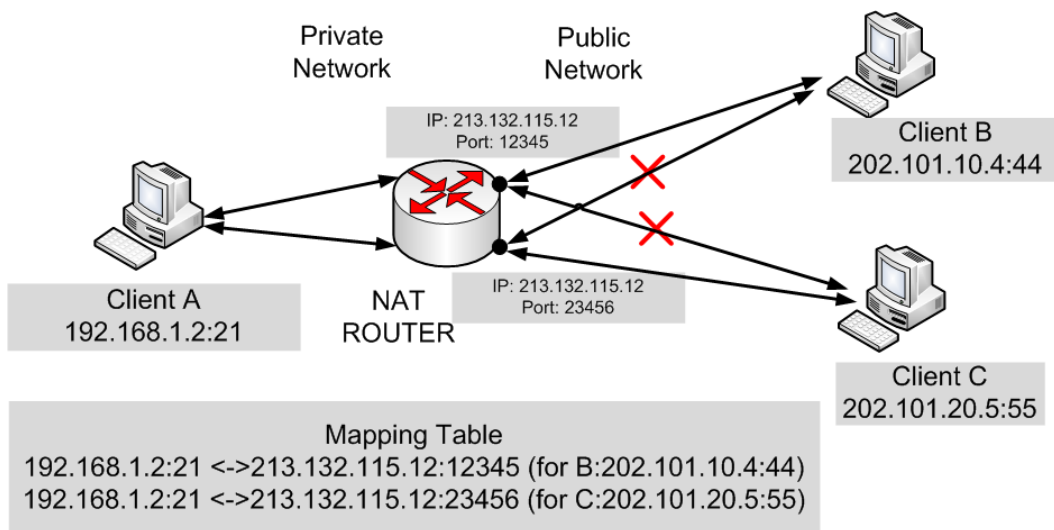 Private
Network
Public
Network
IP: 213.132.115.12
Port: 12345
Client B
202.101.10.4:44
Client A
192.168.1.2:21
NAT
ROUTER
IP: 213.132.115.12
Port: 23456
Client C
202.101.20.5:55
Mapping Table
192.168.1.2:21 <->213.132.115.12:12345 (for B:202.101.10.4:44)
192.168.1.2:21 <->213.132.115.12:23456 (for C:202.101.20.5:55)